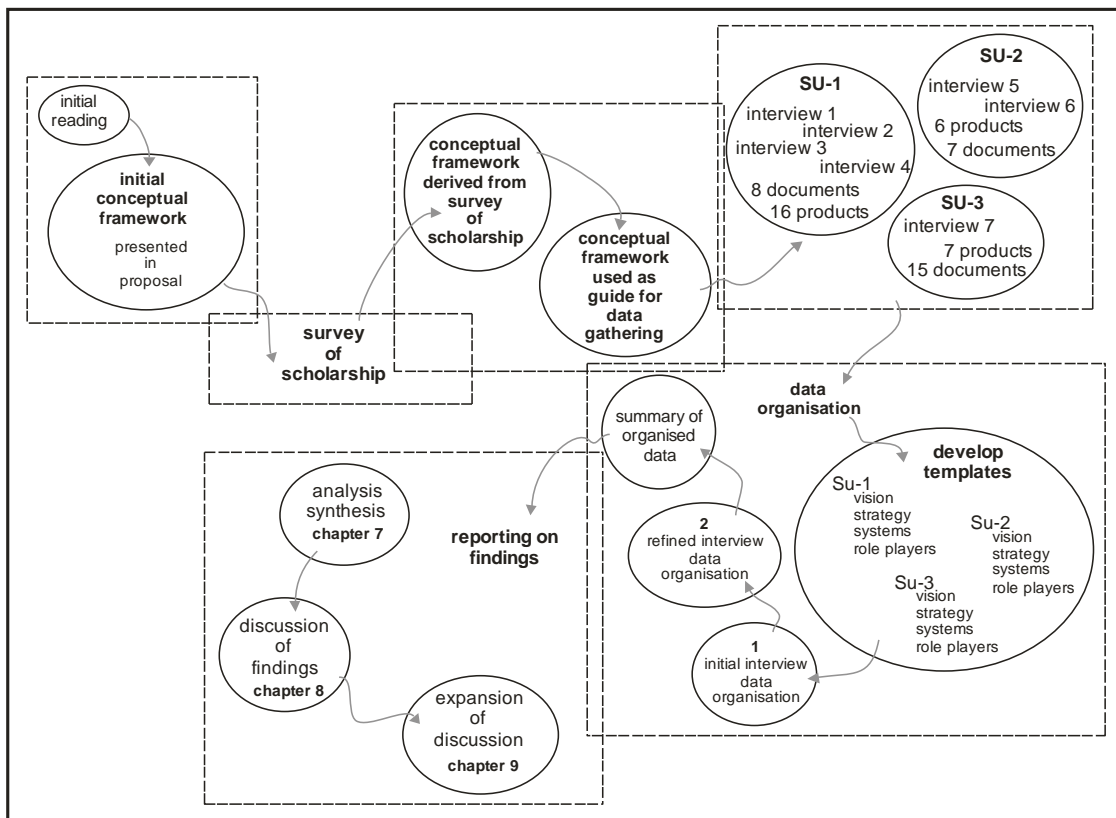 initial
reading
initial
conceptual
framework
presented
in
proposal
survey
of
scholarship
conceptual
framework
derived from
survey
of
scholarship
conceptual
framework
used as
guide for
data
gathering
SU-1
interview 1
interview 2
interview 3
interview 4
8 documents
16 products
SU-2
interview 5
interview 6
6 products
7 documents
SU-3
interview 7
7 products
15 documents
data
organisation
develop
templates
Su-1
vision
strategy
systems
role players
Su-2
vision
strategy
systems
role players
Su-3
vision
strategy
systems
role players
1
initial interview
data
organisation
2
refined interview
data
organisation
summary of
organised
data
reporting on
findings
analysis
synthesis
chapter 7
discussion
of
findings
chapter 8
expansion
of
discussion
chapter 9